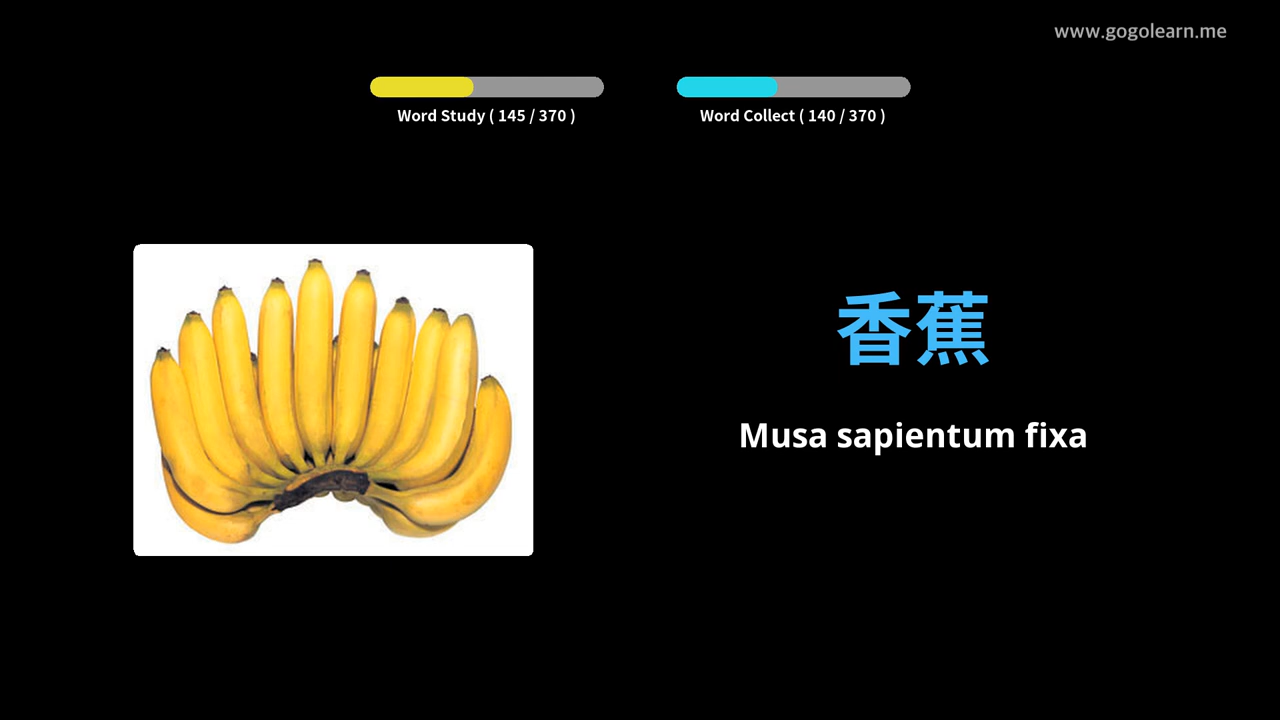 www.gogolearn.me
Word Study ( 145 / 370 )
Word Collect ( 140 / 370 )
香蕉
Musa sapientum fixa